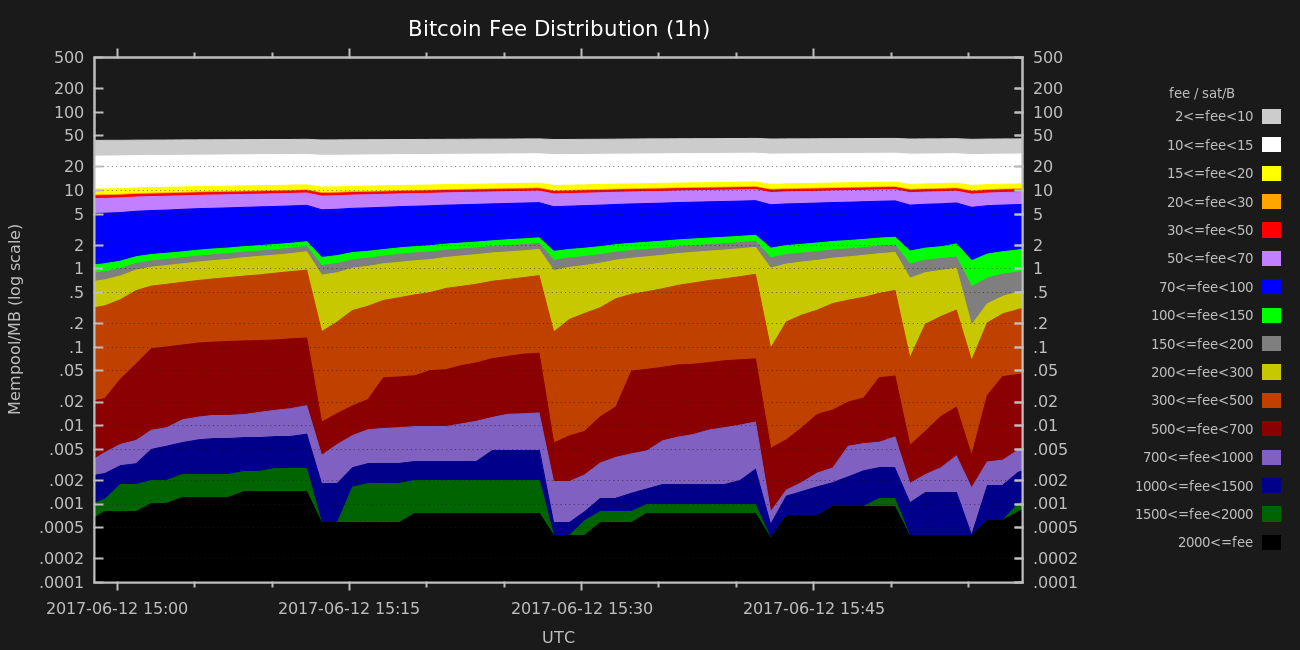 Bitcoin Fee Distribution (1h)
Mempool/MB (log scale)
500
200
100
50
20
10
5
2
1
.5
.2
.1
.05
.02
.01
.005
.002
.001
.0005
.0002
.0001
500
200
100
50
20
10
5
2
1
.5
.2
.1
.05
.02
.01
.005
.002
.001
.0005
.0002
.0001
2017-06-12 15:00 2017-06-12 15:15 2017-06-12 15:30 2017-06-12 15:45
UTC
fee / sat/B
2<=fee<10
10<=fee<15
15<=fee<20
20<=fee<30
30<=fee<50
50<=fee<70
70<=fee<100
100<=fee<150
150<=fee<200
200<=fee<300
300<=fee<500
500<=fee<700
700<=fee<1000
1000<=fee<1500
1500<=fee<2000
2000<=fee